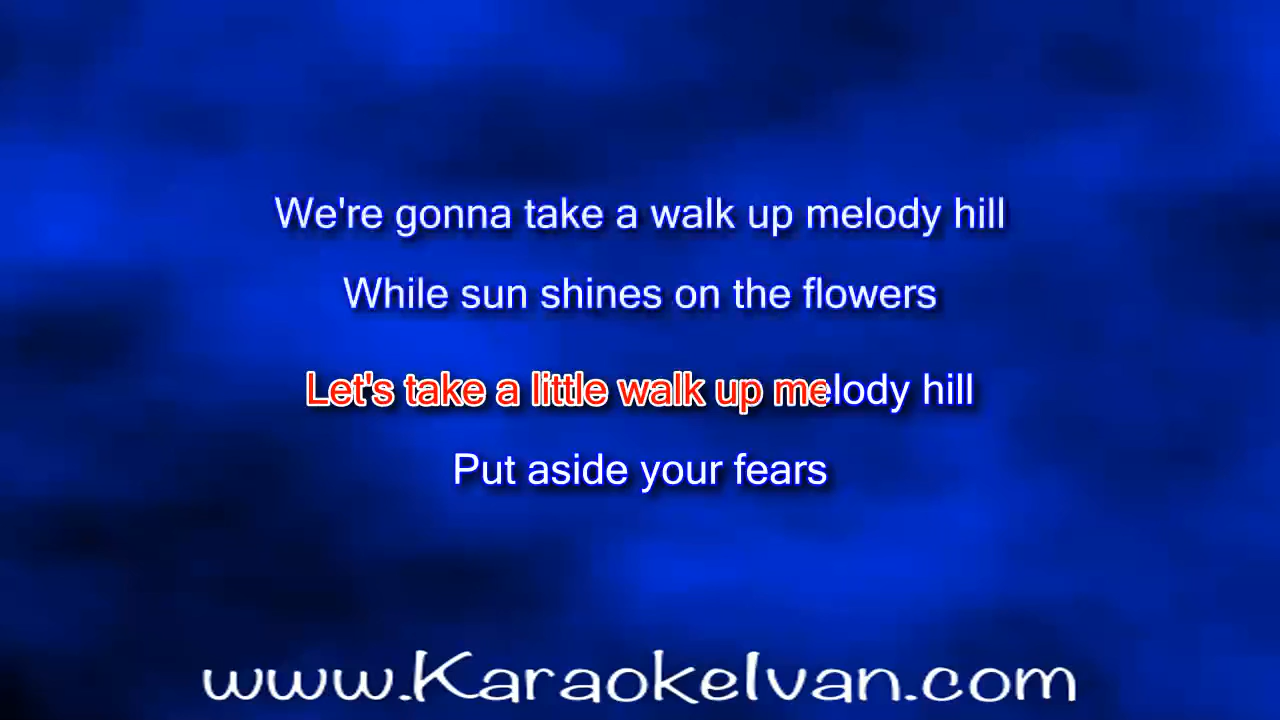 We're gonna take a walk up melody hill
While sun shines on the flowers
Let's take a little walk up melody hill
Put aside your fears
www.KaraokeIvan.com